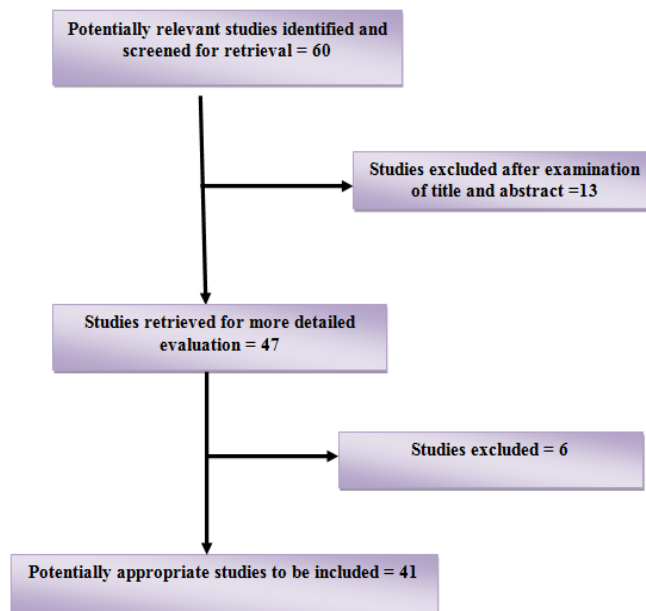 Potentially relevant studies identified and
screened for retrieval = 60
Studies excluded after examination
of title and abstract =13
Studies retrieved for more detailed
evaluation = 47
Studies excluded = 6
Potentially appropriate studies to be included = 41